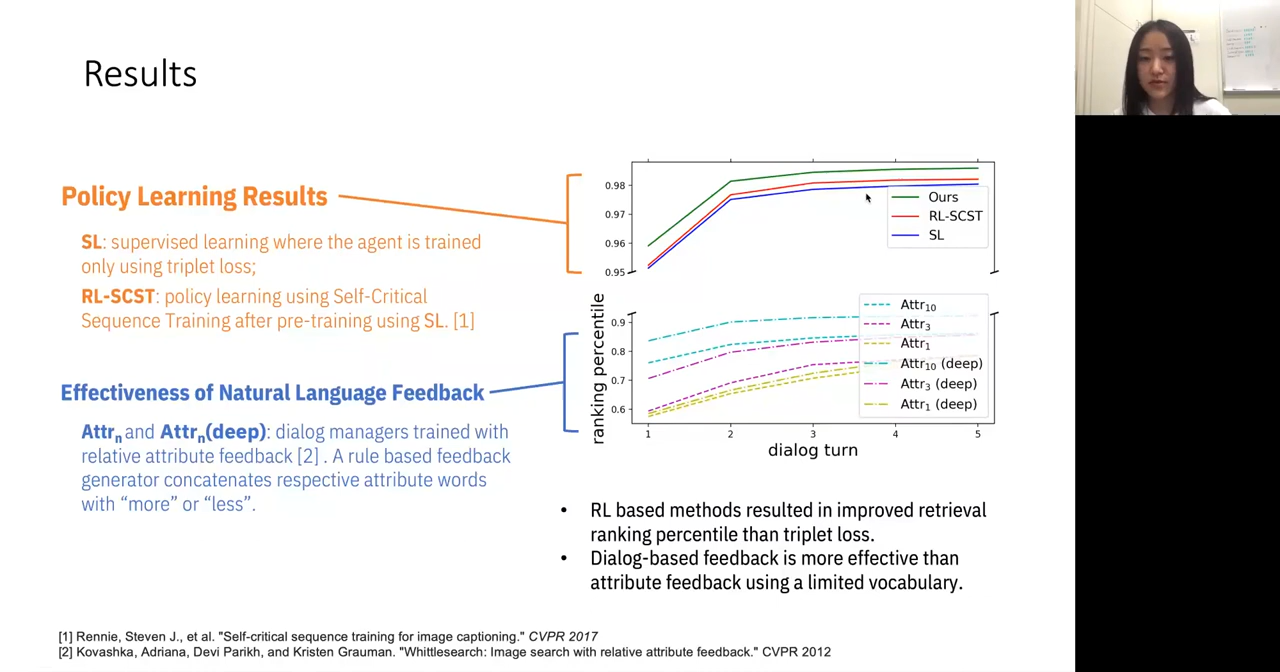 Results
Policy Learning Results
SL: supervised learning where the agent is trained
only using triplet loss;
RL-SCST: policy learning using Self-Critical
Sequence Training after pre-training using SL. [1]
Effectiveness of Natural Language Feedback
Attrn and Attrn(deep): dialog managers trained with
relative attribute feedback [2] . A rule based feedback
generator concatenates respective attribute words
with “more” or “less”.
0.98
0.97
0.96
0.95
Ours
RL-SCST
SL
ranking percentile
0.9
0.8
0.7
0.6
Attr10
Attr3
Attr1
Attr10 (deep)
Attr3 (deep)
Attr1 (deep)
1 2 3 4 5
dialog turn
• RL based methods resulted in improved retrieval
ranking percentile than triplet loss.
• Dialog-based feedback is more effective than
attribute feedback using a limited vocabulary.
[1] Rennie, Steven J., et al. "Self-critical sequence training for image captioning." CVPR 2017
[2] Kovashka, Adriana, Devi Parikh, and Kristen Grauman. "Whittlesearch: Image search with relative attribute feedback." CVPR 2012